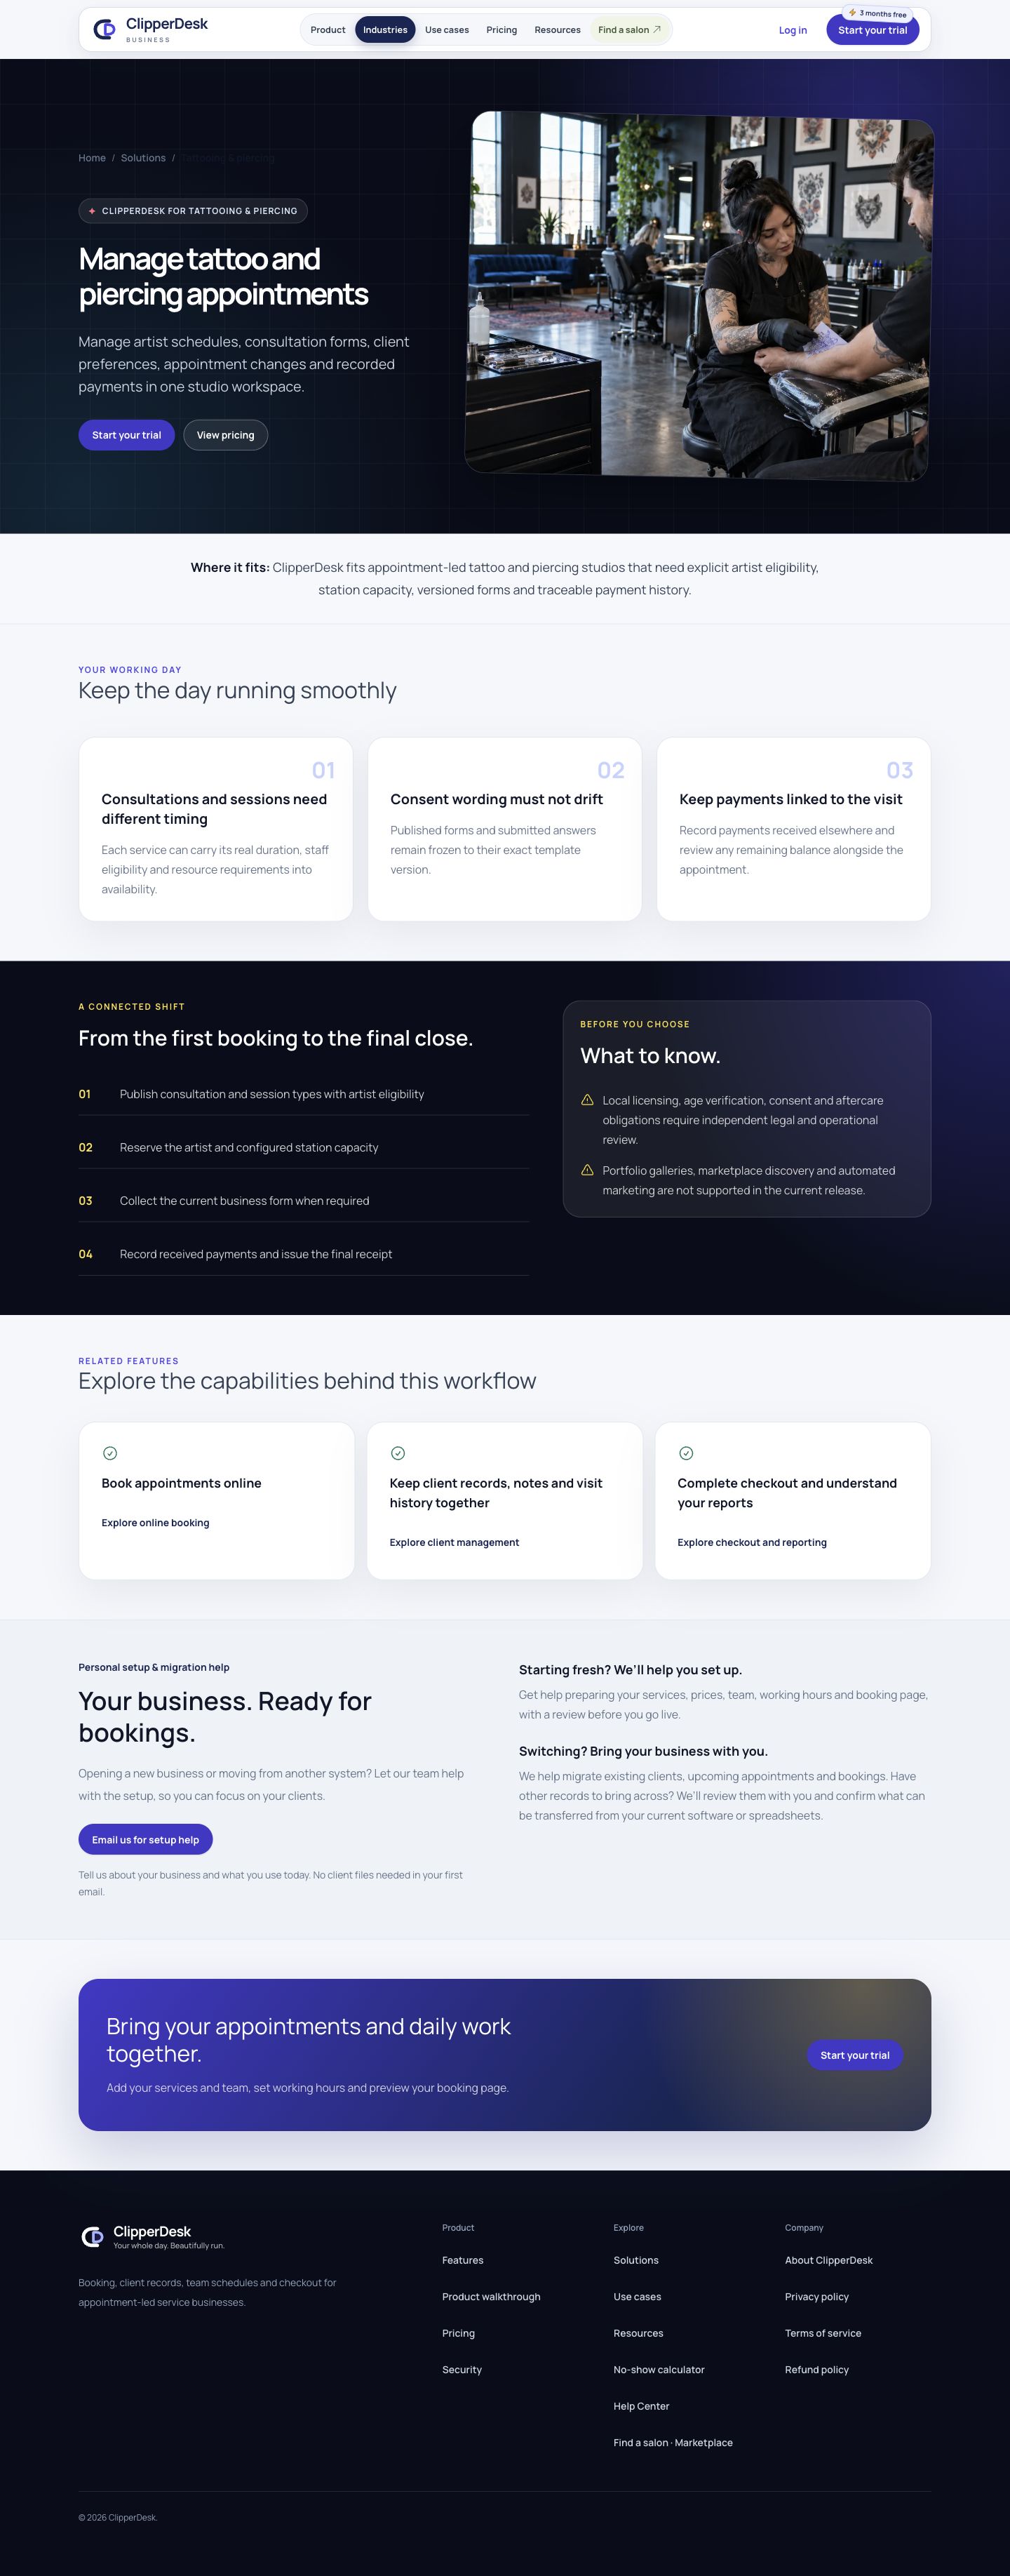 ClipperDesk
BUSINESS
Product
Industries
Use cases
Pricing
Resources
Find a salon
Log in
3 months free
Start your trial
Home / Solutions / Tattooing & piercing
CLIPPERDESK FOR TATTOOING & PIERCING
Manage tattoo and
piercing appointments
Manage artist schedules, consultation forms, client
preferences, appointment changes and recorded
payments in one studio workspace.
Start your trial
View pricing
Where it fits: ClipperDesk fits appointment-led tattoo and piercing studios that need explicit artist eligibility,
station capacity, versioned forms and traceable payment history.
YOUR WORKING DAY
Keep the day running smoothly
01
Consultations and sessions need
different timing
Each service can carry its real duration, staff
eligibility and resource requirements into
availability.
02
Consent wording must not drift
Published forms and submitted answers
remain frozen to their exact template
version.
03
Keep payments linked to the visit
Record payments received elsewhere and
review any remaining balance alongside the
appointment.
A CONNECTED SHIFT
From the first booking to the final close.
01 Publish consultation and session types with artist eligibility
02 Reserve the artist and configured station capacity
03 Collect the current business form when required
04 Record received payments and issue the final receipt
BEFORE YOU CHOOSE
What to know.
Local licensing, age verification, consent and aftercare
obligations require independent legal and operational
review.
Portfolio galleries, marketplace discovery and automated
marketing are not supported in the current release.
RELATED FEATURES
Explore the capabilities behind this workflow
Book appointments online
Explore online booking
Keep client records, notes and visit
history together
Explore client management
Complete checkout and understand
your reports
Explore checkout and reporting
Personal setup & migration help
Your business. Ready for
bookings.
Opening a new business or moving from another system? Let our team help
with the setup, so you can focus on your clients.
Email us for setup help
Tell us about your business and what you use today. No client files needed in your first
email.
Starting fresh? We'll help you set up.
Get help preparing your services, prices, team, working hours and booking page,
with a review before you go live.
Switching? Bring your business with you.
We help migrate existing clients, upcoming appointments and bookings. Have
other records to bring across? We'll review them with you and confirm what can
be transferred from your current software or spreadsheets.
Bring your appointments and daily work
together.
Add your services and team, set working hours and preview your booking page.
Start your trial
ClipperDesk
Your whole day. Beautifully run.
Booking, client records, team schedules and checkout for
appointment-led service businesses.
Product
Features
Product walkthrough
Pricing
Security
Explore
Solutions
Use cases
Resources
No-show calculator
Help Center
Find a salon · Marketplace
Company
About ClipperDesk
Privacy policy
Terms of service
Refund policy
© 2026 ClipperDesk.